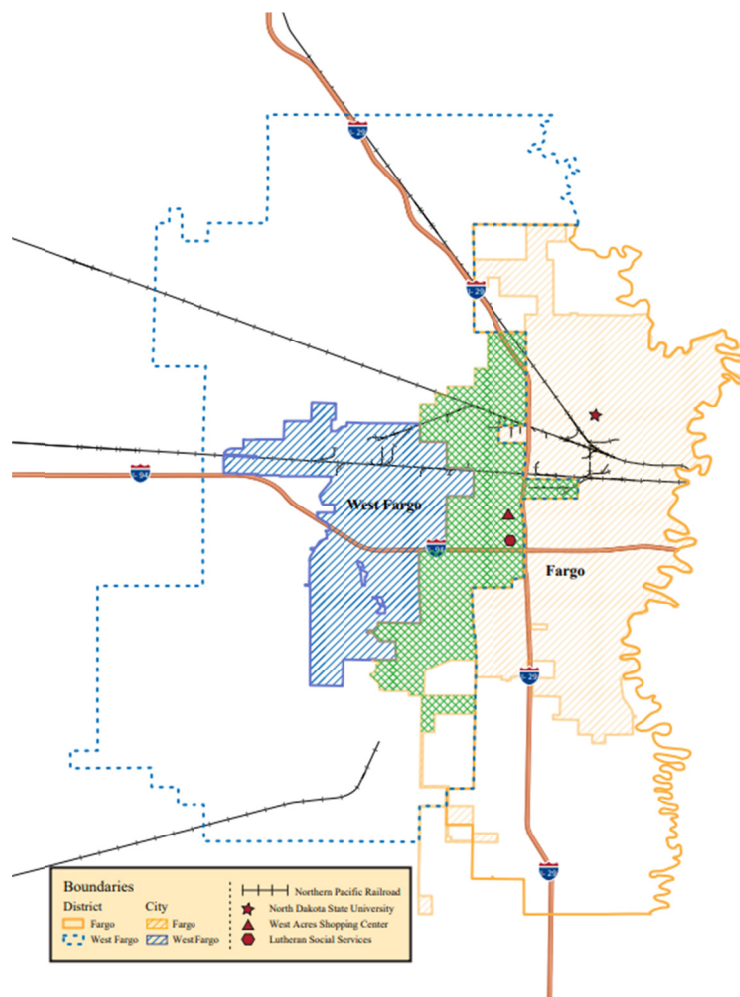 I-29
I-29
West Fargo
I-94
I-94
Fargo
I-29
I-29
Boundaries
District City
Fargo Fargo
West Fargo WestFargo
Northern Pacific Railroad
North Dakota State University
West Acres Shopping Center
Lutheran Social Services